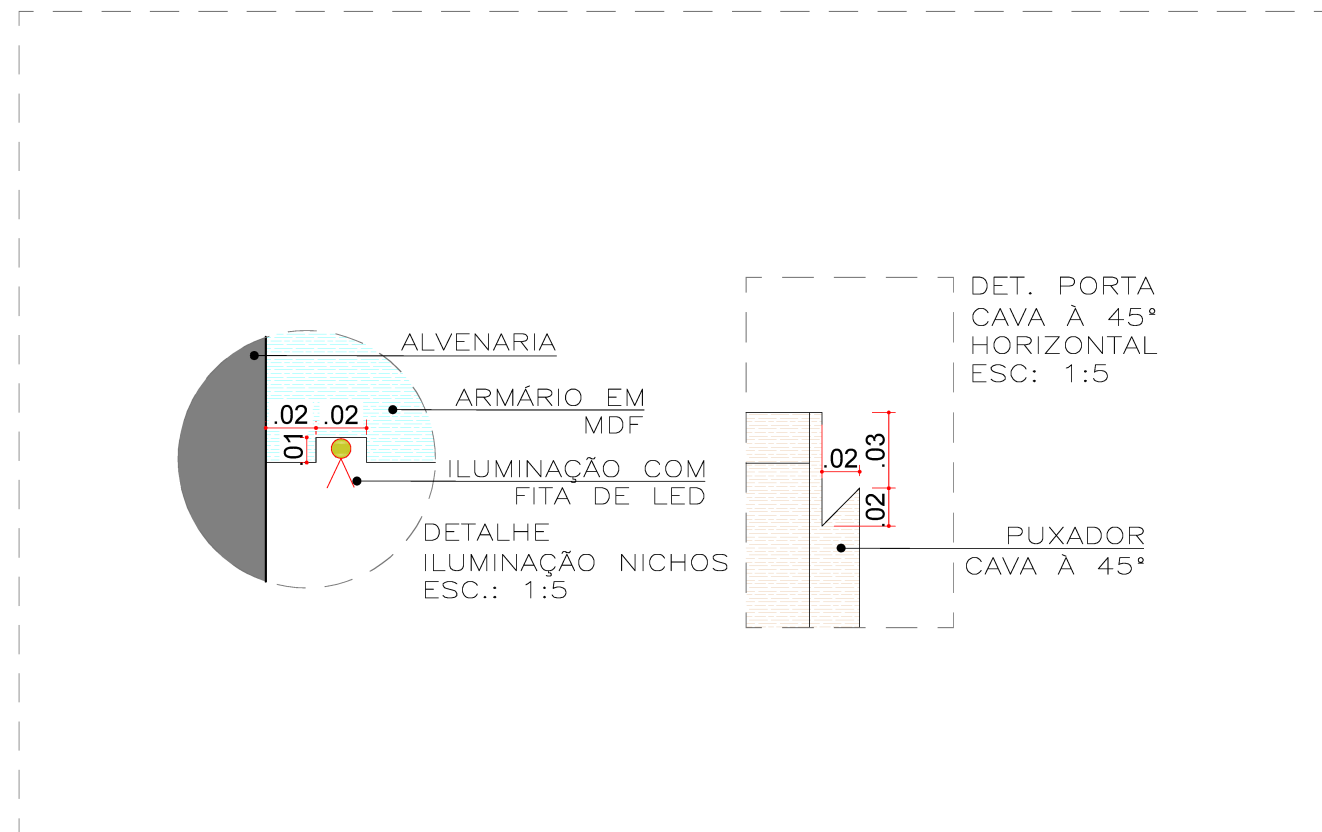 ALVENARIA
ARMÁRIO EM
MDF
.02 .02
.01
ILUMINAÇÃO COM
FITA DE LED
DETALHE
ILUMINAÇÃO NICHOS
ESC.: 1:5
DET. PORTA
CAVA À 45º
HORIZONTAL
ESC: 1:5
.02
.03
.02
PUXADOR
CAVA À 45º